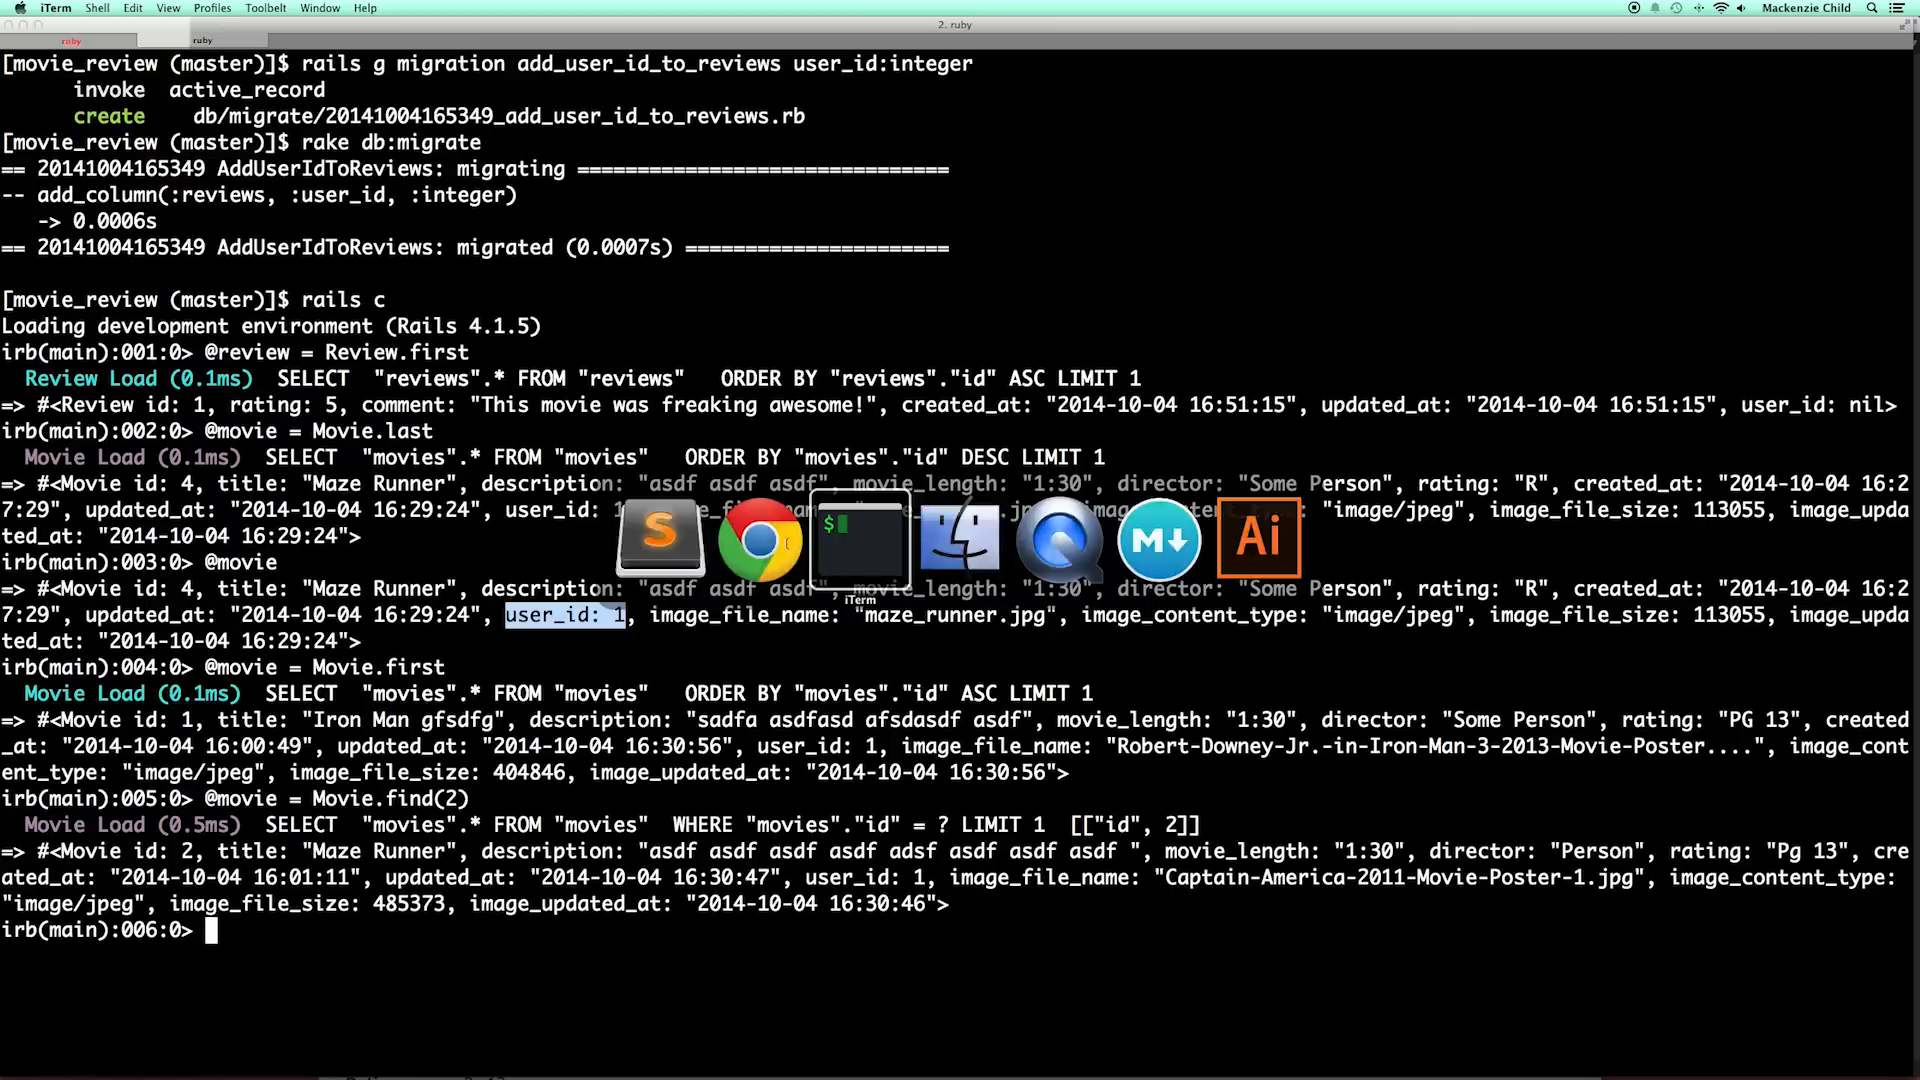 iTerm Shell Edit View Profiles Toolbelt Window Help Mackenzie Child
2. ruby
ruby ruby
[movie_review (master)]$ rails g migration add_user_id_to_reviews user_id:integer
invoke active_record
create db/migrate/20141004165349_add_user_id_to_reviews.rb
[movie_review (master)]$ rake db:migrate
== 20141004165349 AddUserIdToReviews: migrating ===============================
-- add_column(:reviews, :user_id, :integer)
-> 0.0006s
== 20141004165349 AddUserIdToReviews: migrated (0.0007s) ======================
[movie_review (master)]$ rails c
Loading development environment (Rails 4.1.5)
irb(main):001:0> @review = Review.first
Review Load (0.1ms) SELECT "reviews".* FROM "reviews" ORDER BY "reviews"."id" ASC LIMIT 1
=> #<Review id: 1, rating: 5, comment: "This movie was freaking awesome!", created_at: "2014-10-04 16:51:15", updated_at: "2014-10-04 16:51:15", user_id: nil>
irb(main):002:0> @movie = Movie.last
Movie Load (0.1ms) SELECT "movies".* FROM "movies" ORDER BY "movies"."id" DESC LIMIT 1
=> #<Movie id: 4, title: "Maze Runner", description: "asdf asdf asdf", movie_length: "1:30", director: "Some Person", rating: "R", created_at: "2014-10-04 16:2
7:29", updated_at: "2014-10-04 16:29:24", user_id: "image/jpeg", image_file_size: 113055, image_upda
ted_at: "2014-10-04 16:29:24">
irb(main):003:0> @movie
=> #<Movie id: 4, title: "Maze Runner", description: "asdf asdf asdf", movie_length: "1:30", director: "Some Person", rating: "R", created_at: "2014-10-04 16:2
7:29", updated_at: "2014-10-04 16:29:24", user_id: 1, image_file_name: "maze_runner.jpg", image_content_type: "image/jpeg", image_file_size: 113055, image_upda
ted_at: "2014-10-04 16:29:24">
irb(main):004:0> @movie = Movie.first
Movie Load (0.1ms) SELECT "movies".* FROM "movies" ORDER BY "movies"."id" ASC LIMIT 1
=> #<Movie id: 1, title: "Iron Man gfsdfg", description: "sadfa asdfasd afsdasdf asdf", movie_length: "1:30", director: "Some Person", rating: "PG 13", created
_at: "2014-10-04 16:00:49", updated_at: "2014-10-04 16:30:56", user_id: 1, image_file_name: "Robert-Downey-Jr.-in-Iron-Man-3-2013-Movie-Poster....", image_cont
ent_type: "image/jpeg", image_file_size: 404846, image_updated_at: "2014-10-04 16:30:56">
irb(main):005:0> @movie = Movie.find(2)
Movie Load (0.5ms) SELECT "movies".* FROM "movies" WHERE "movies"."id" = ? LIMIT 1 [["id", 2]]
=> #<Movie id: 2, title: "Maze Runner", description: "asdf asdf asdf asdf adsf asdf asdf asdf ", movie_length: "1:30", director: "Person", rating: "Pg 13", cre
ated_at: "2014-10-04 16:01:11", updated_at: "2014-10-04 16:30:47", user_id: 1, image_file_name: "Captain-America-2011-Movie-Poster-1.jpg", image_content_type:
"image/jpeg", image_file_size: 485373, image_updated_at: "2014-10-04 16:30:46">
irb(main):006:0>
S
$
M
Ai
iTerm